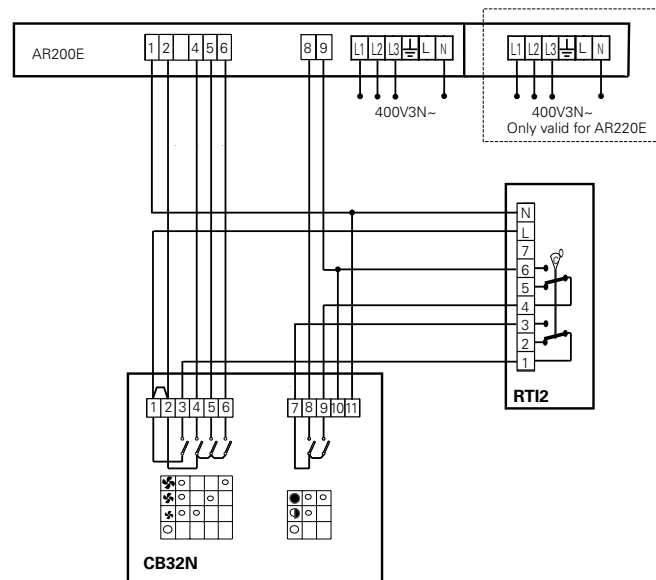 AR200E
1 2 4 5 6
8 9
L1 L2 L3 L N
L1 L2 L3 L N
400V3N~
400V3N~
Only valid for AR220E
N
L
7
6
5
4
3
2
1
RTI2
1 2 3 4 5 6
7 8 9 10 11
CB32N